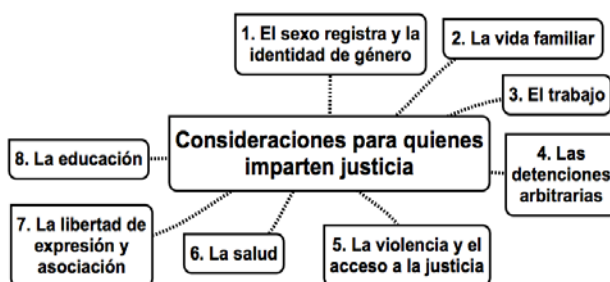 1. El sexo registra y la
identidad de género
2. La vida familiar
3. El trabajo
Consideraciones para quienes
imparten justicia
4. Las
detenciones
arbitrarias
5. La violencia y el
acceso a la justicia
6. La salud
7. La libertad de
expresión y
asociación
8. La educación